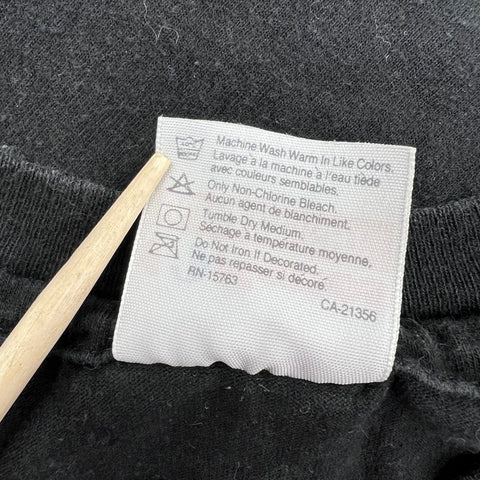 Machine Wash Warm In Like Colors.
Lavage à la machine à l'eau tiède
avec couleurs semblables.
Only Non-Chlorine Bleach.
Aucun agent de blanchiment.
Tumble Dry Medium.
Séchage à température moyenne,
Do Not Iron If Decorated.
Ne pas repasser si décoré.
RN-15763
CA-21356